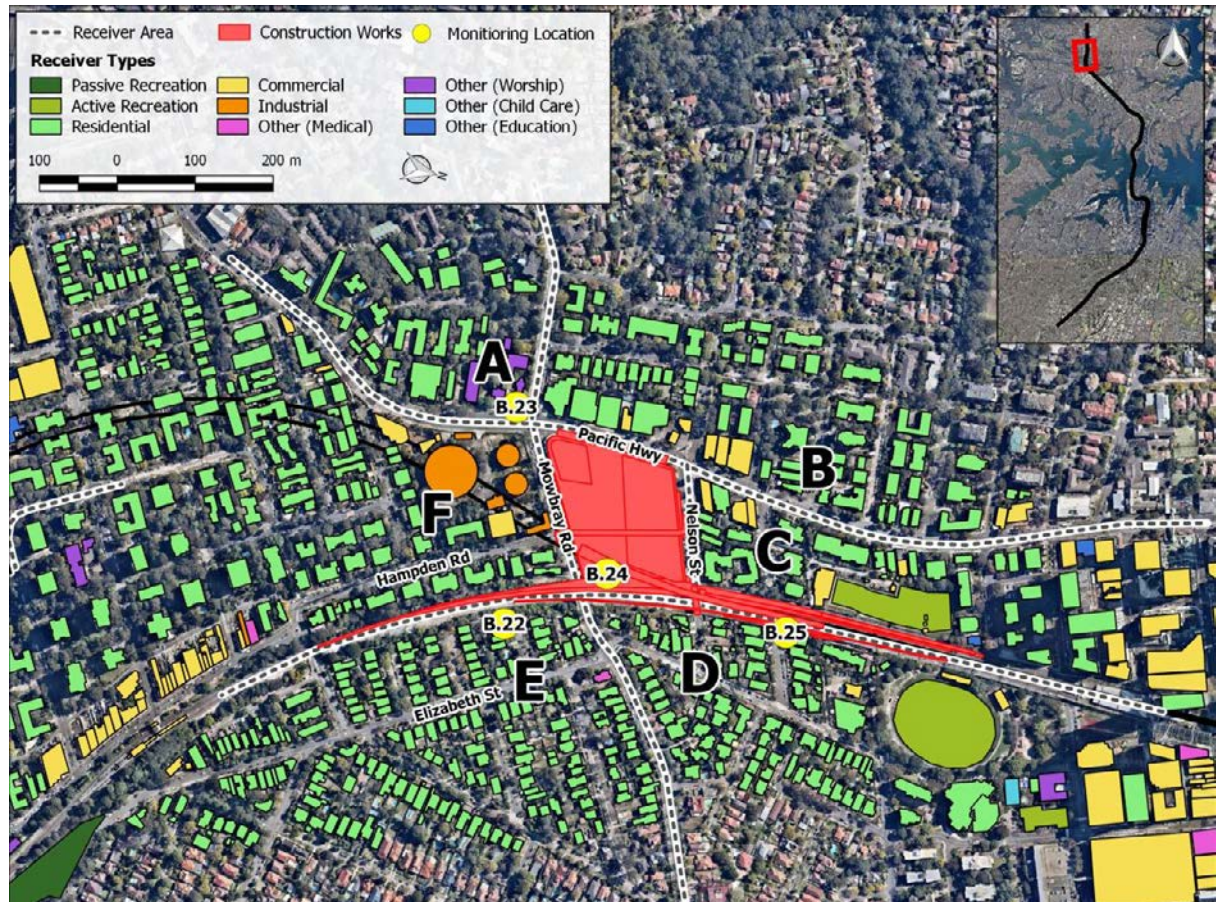 Receiver Area
Construction Works
Monitoring Location
Receiver Types
Passive Recreation
Commercial
Other (Worship)
Active Recreation
Industrial
Other (Child Care)
Residential
Other (Medical)
Other (Education)
100 0 100 200 m
N
A
B.23
Pacific Hwy
B
Mowbray Rd
F
Nelson St
C
Hampden Rd
B.24
B.22
B.25
E
D
Elizabeth St